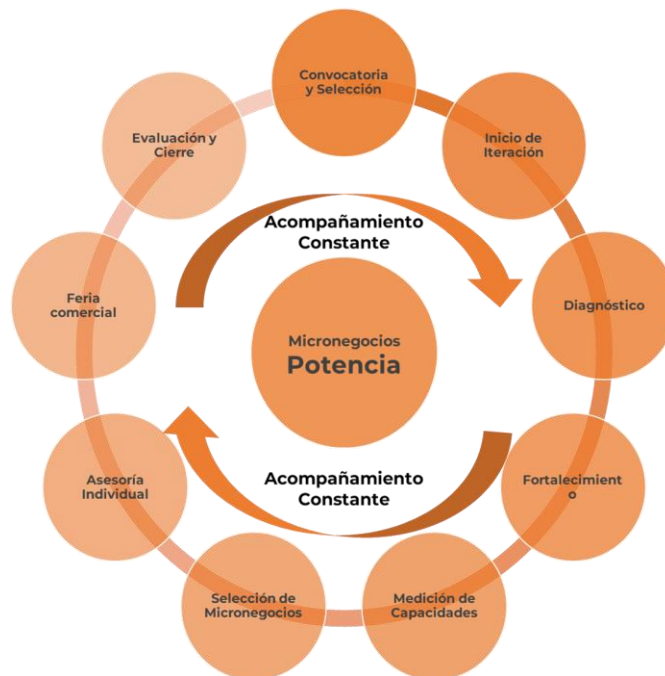 Convocatoria
y Selección
Inicio de
Iteración
Diagnóstico
Fortalecimient
o
Medición de
Capacidades
Selección de
Micronegocios
Asesoría
Individual
Feria
comercial
Evaluación y
Cierre
Acompañamiento
Constante
Micronegocios
Potencia
Acompañamiento
Constante